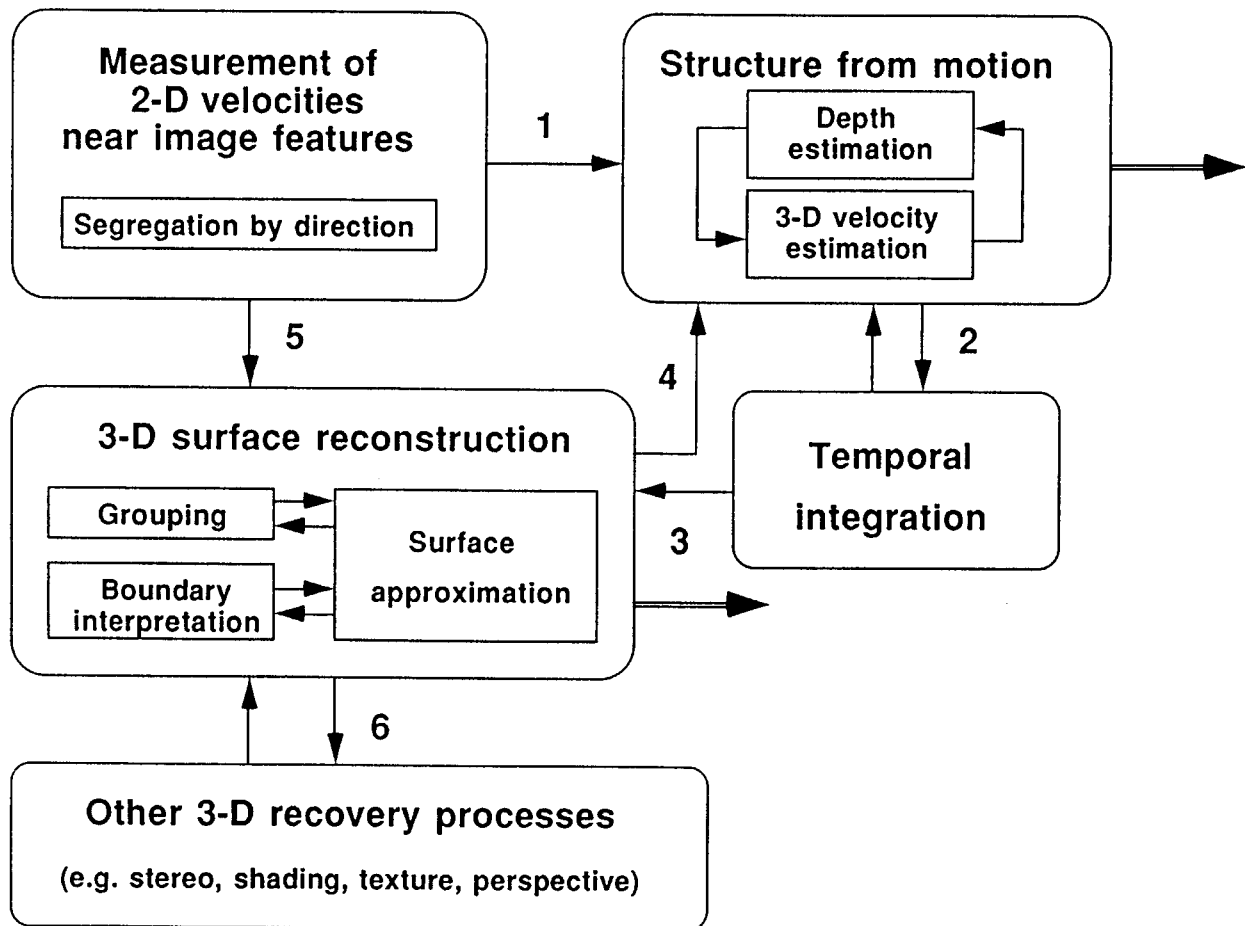 Measurement of
2-D velocities
near image features
Segregation by direction
1
Structure from motion
Depth
estimation
3-D velocity
estimation
5
4
2
3-D surface reconstruction
Grouping
Boundary
interpretation
Surface
approximation
3
Temporal
integration
6
Other 3-D recovery processes
(e.g. stereo, shading, texture, perspective)